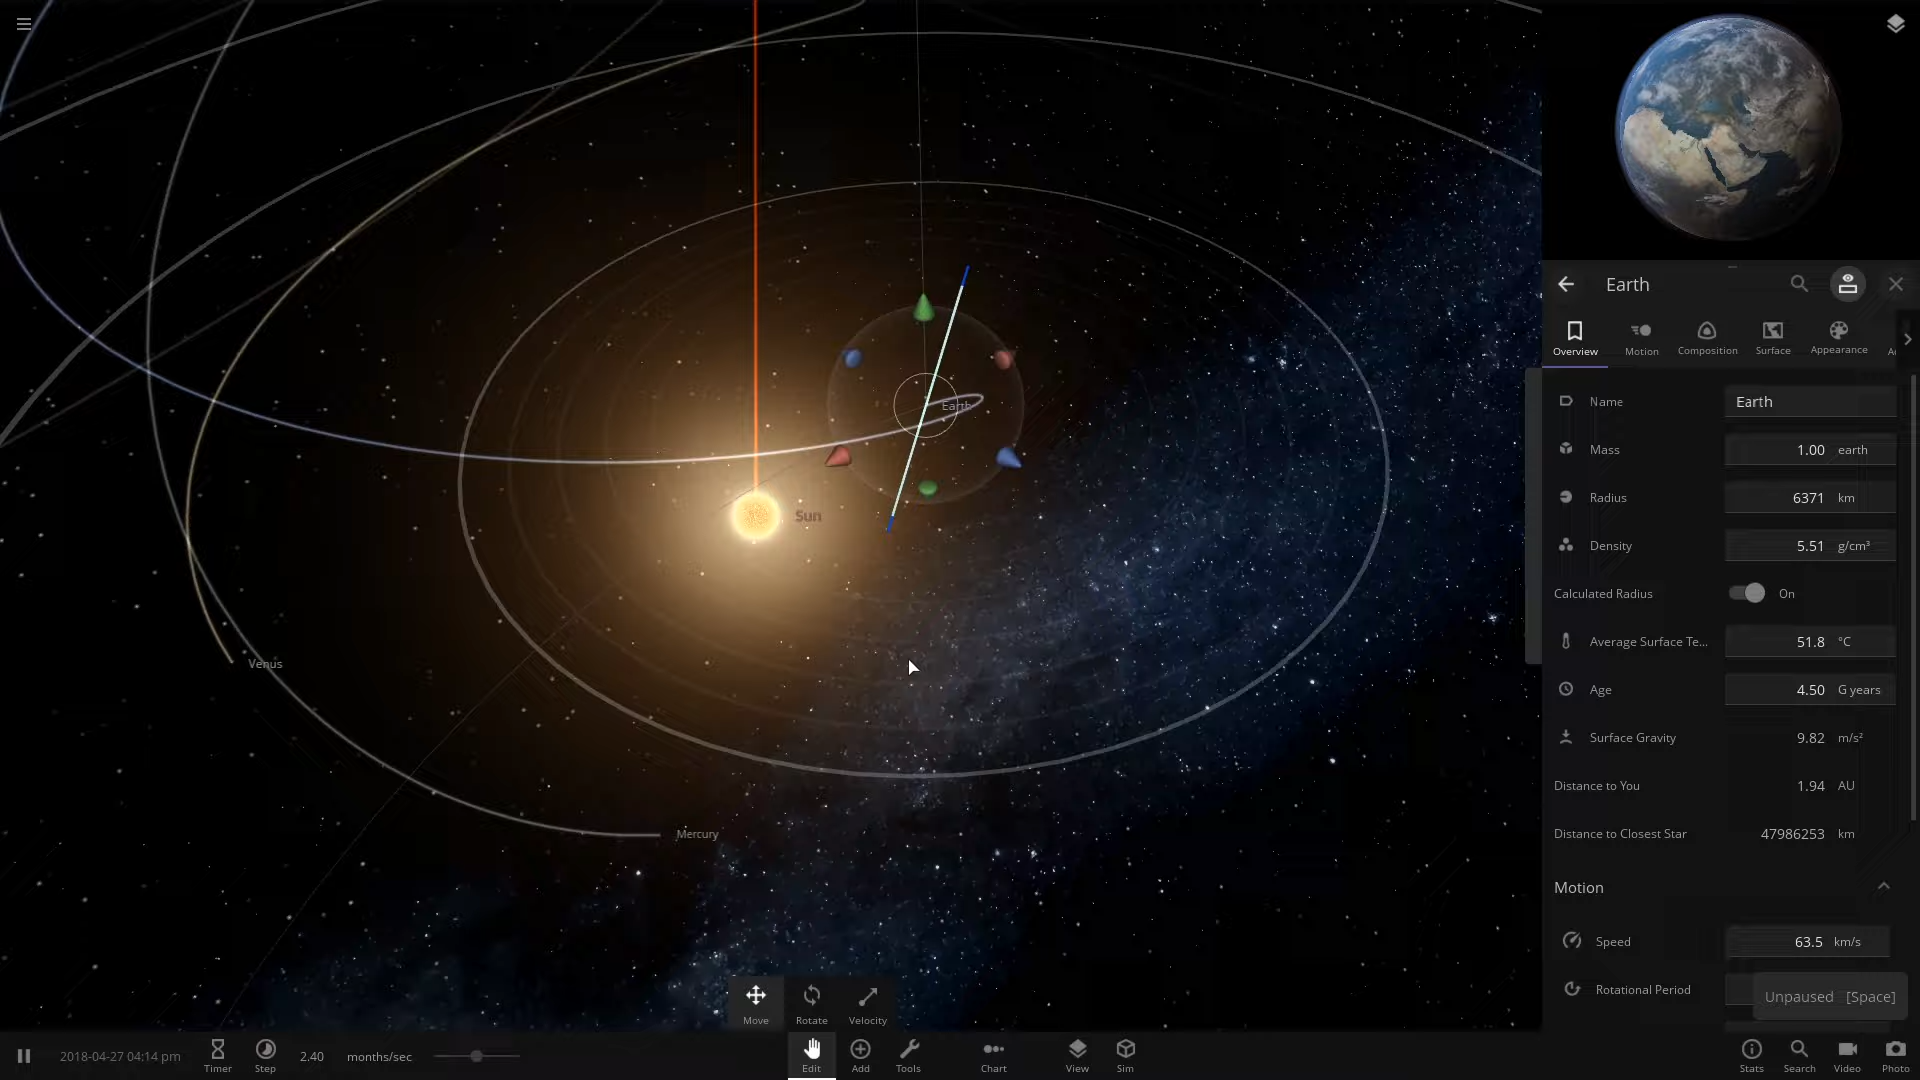 Earth
Overview
Motion
Composition
Surface
Appearance
Name
Earth
Mass
1.00 earth
Radius
6371 km
Density
5.51 g/cm³
Calculated Radius
On
Average Surface Te...
51.8 °C
Age
4.50 G years
Surface Gravity
9.82 m/s²
Distance to You
1.94 AU
Distance to Closest Star
47986253 km
Motion
Speed
63.5 km/s
Rotational Period
Unpaused [Space]
Earth
Sun
Venus
Mercury
Move
Rotate
Velocity
2018-04-27 04:14 pm
Timer
Step
2.40 months/sec
Edit
Add
Tools
Chart
View
Sim
Stats
Search
Video
Photo